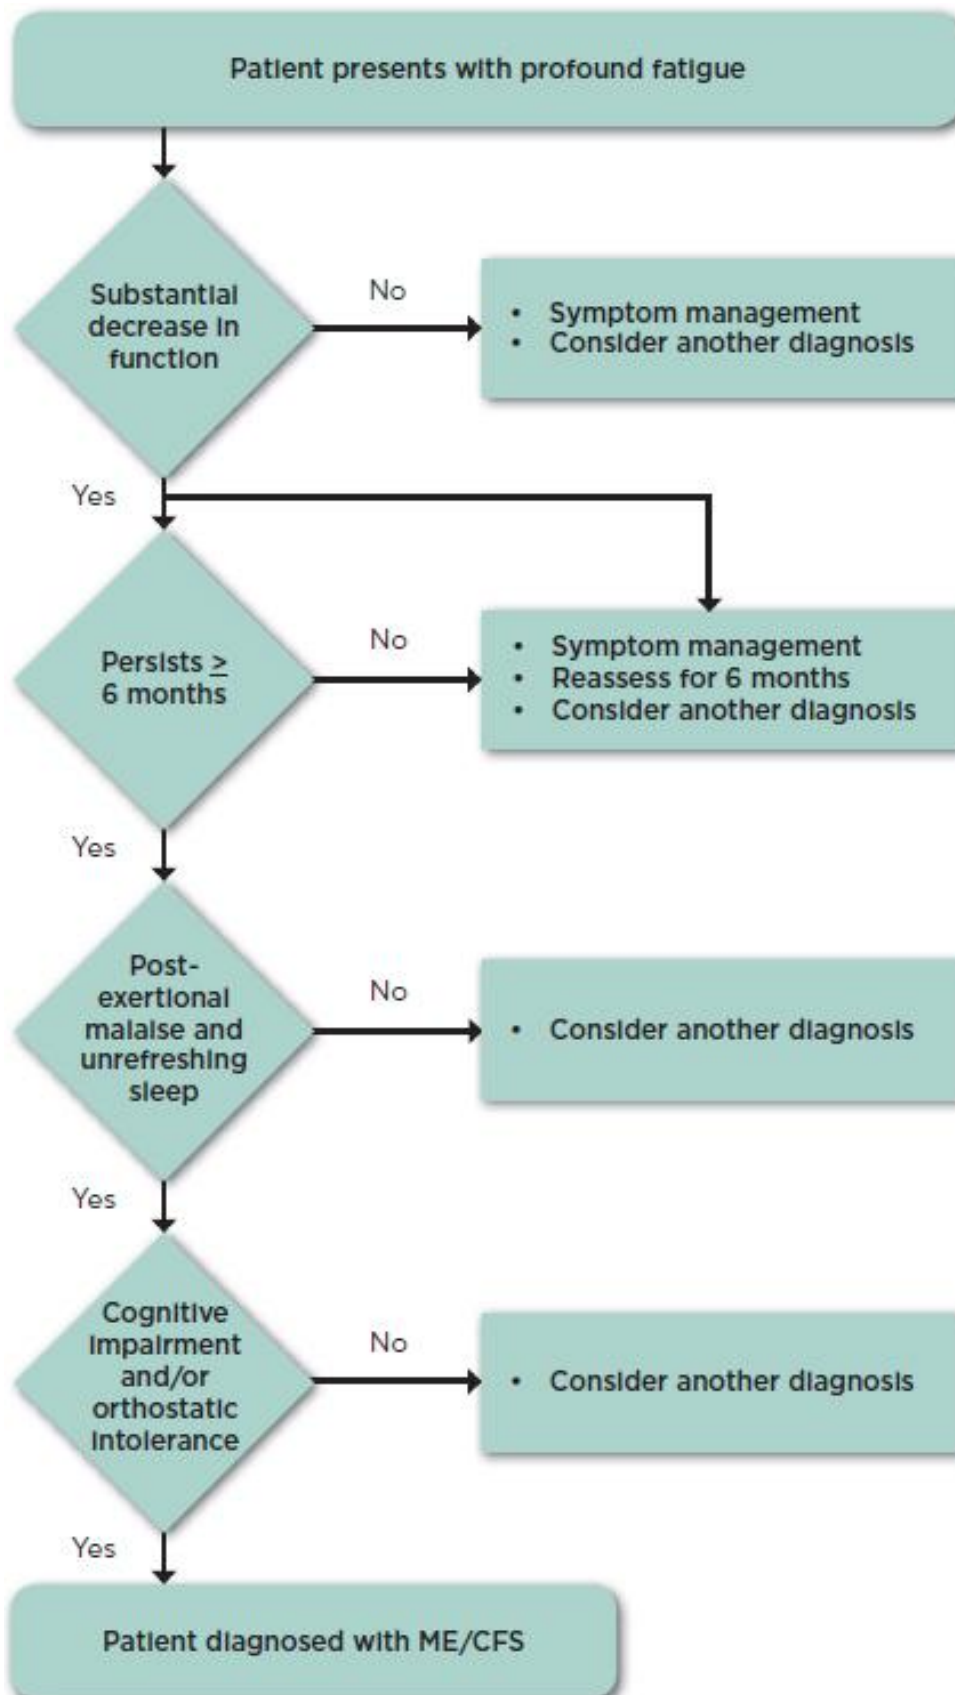 Patient presents with profound fatigue
Substantial
decrease in
function
No
• Symptom management
• Consider another diagnosis
Yes
Persists ≥
6 months
No
• Symptom management
• Reassess for 6 months
• Consider another diagnosis
Yes
Post-
exertional
malaise and
unrefreshing
sleep
No
• Consider another diagnosis
Yes
Cognitive
impairment
and/or
orthostatic
intolerance
No
• Consider another diagnosis
Yes
Patient diagnosed with ME/CFS